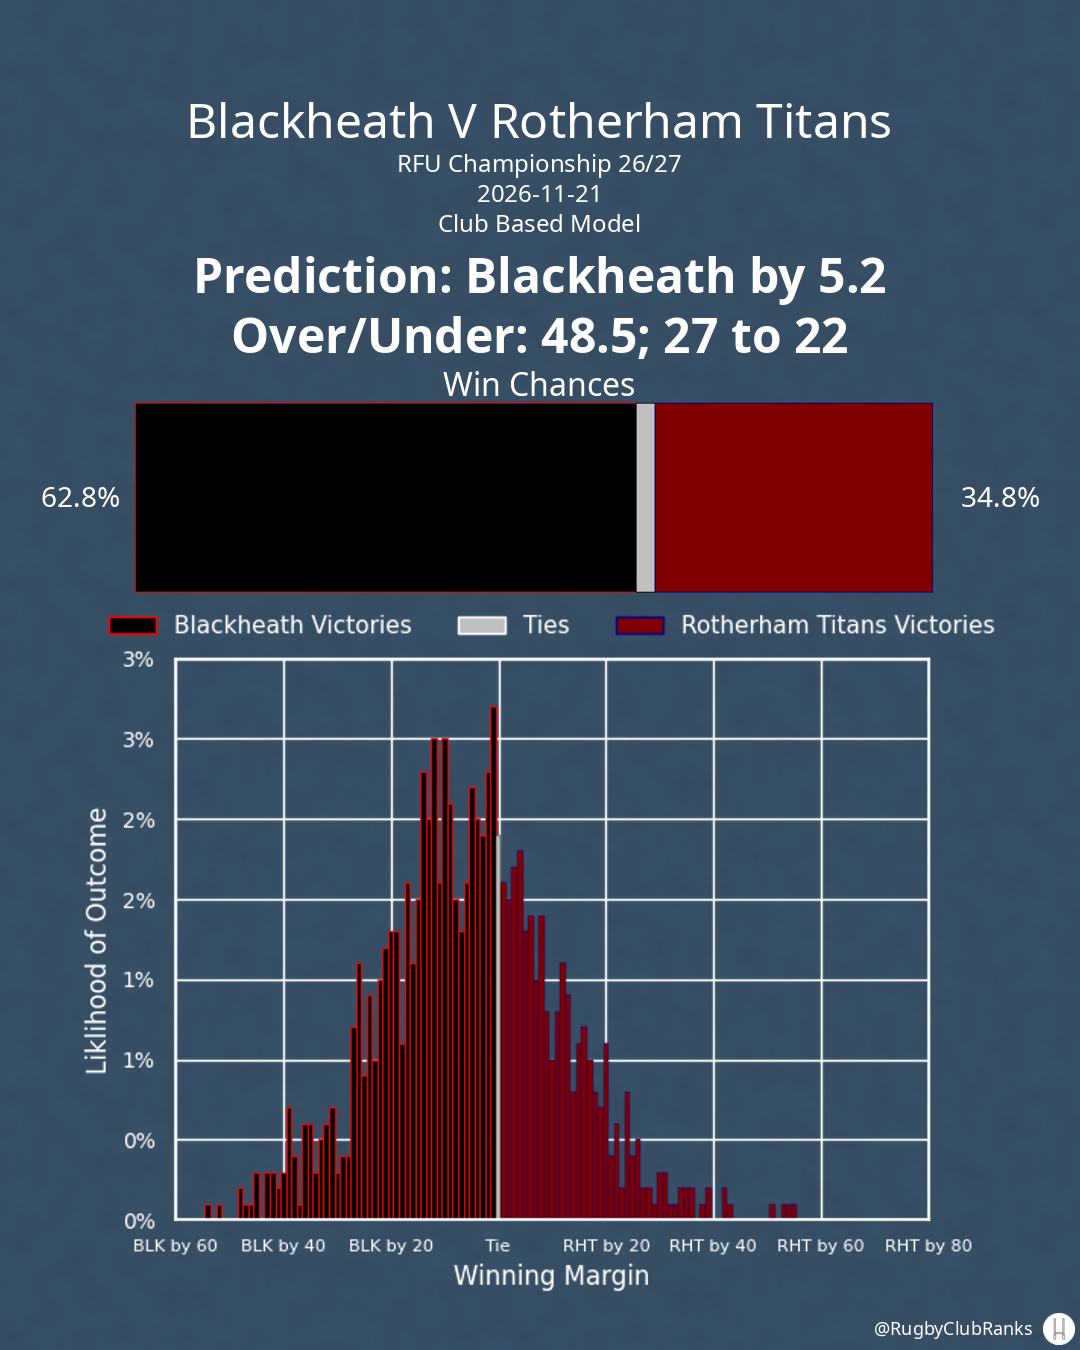 Blackheath V Rotherham Titans
RFU Championship 26/27
2026-11-21
Club Based Model
Prediction: Blackheath by 5.2
Over/Under: 48.5; 27 to 22
Win Chances
62.8%
34.8%
Blackheath Victories
Ties
Rotherham Titans Victories
3%
3%
2%
2%
1%
1%
0%
0%
Liklihood of Outcome
BLK by 60
BLK by 40
BLK by 20
Tie
RHT by 20
RHT by 40
RHT by 60
RHT by 80
Winning Margin
@RugbyClubRanks